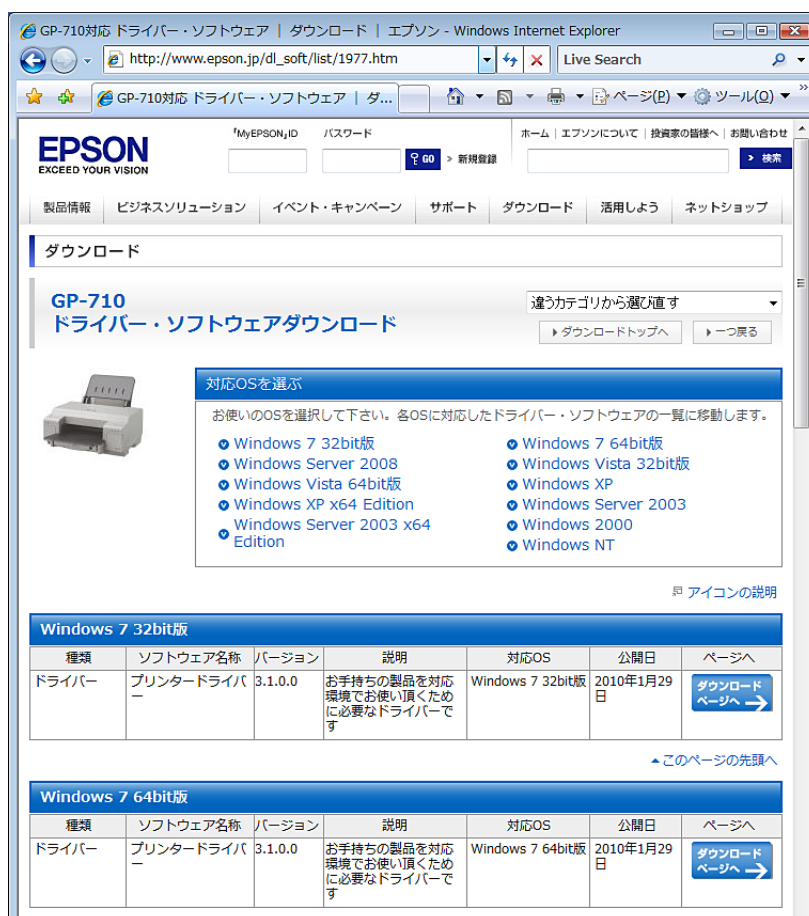 GP-710対応 ドライバー・ソフトウェア | ダウンロード | エプソン - Windows Internet Explorer
http://www.epson.jp/dl_soft/list/1977.htm
Live Search
GP-710対応 ドライバー・ソフトウェア | ダ...
ページ(P)
ツール(O)
EPSON
EXCEED YOUR VISION
「MyEPSON」ID
パスワード
GO
> 新規登録
ホーム | エプソンについて | 投資家の皆様へ | お問い合わせ
> 検索
製品情報
ビジネスソリューション
イベント・キャンペーン
サポート
ダウンロード
活用しよう
ネットショップ
ダウンロード
GP-710
ドライバー・ソフトウェアダウンロード
違うカテゴリから選び直す
ダウンロードトップへ
一つ戻る
対応OSを選ぶ
お使いのOSを選択して下さい。各OSに対応したドライバー・ソフトウェアの一覧に移動します。
Windows 7 32bit版
Windows 7 64bit版
Windows Server 2008
Windows Vista 32bit版
Windows Vista 64bit版
Windows XP
Windows XP x64 Edition
Windows Server 2003
Windows Server 2003 x64
Edition
Windows 2000
Windows NT
アイコンの説明
Windows 7 32bit版
種類
ソフトウェア名称
バージョン
説明
対応OS
公開日
ページへ
ドライバー
プリンタードライバ
ー
3.1.0.0
お手持ちの製品を対応
環境でお使い頂くため
に必要なドライバーで
す
Windows 7 32bit版
2010年1月29
日
ダウンロード
ページへ
このページの先頭へ
Windows 7 64bit版
種類
ソフトウェア名称
バージョン
説明
対応OS
公開日
ページへ
ドライバー
プリンタードライバ
ー
3.1.0.0
お手持ちの製品を対応
環境でお使い頂くため
に必要なドライバーで
す
Windows 7 64bit版
2010年1月29
日
ダウンロード
ページへ